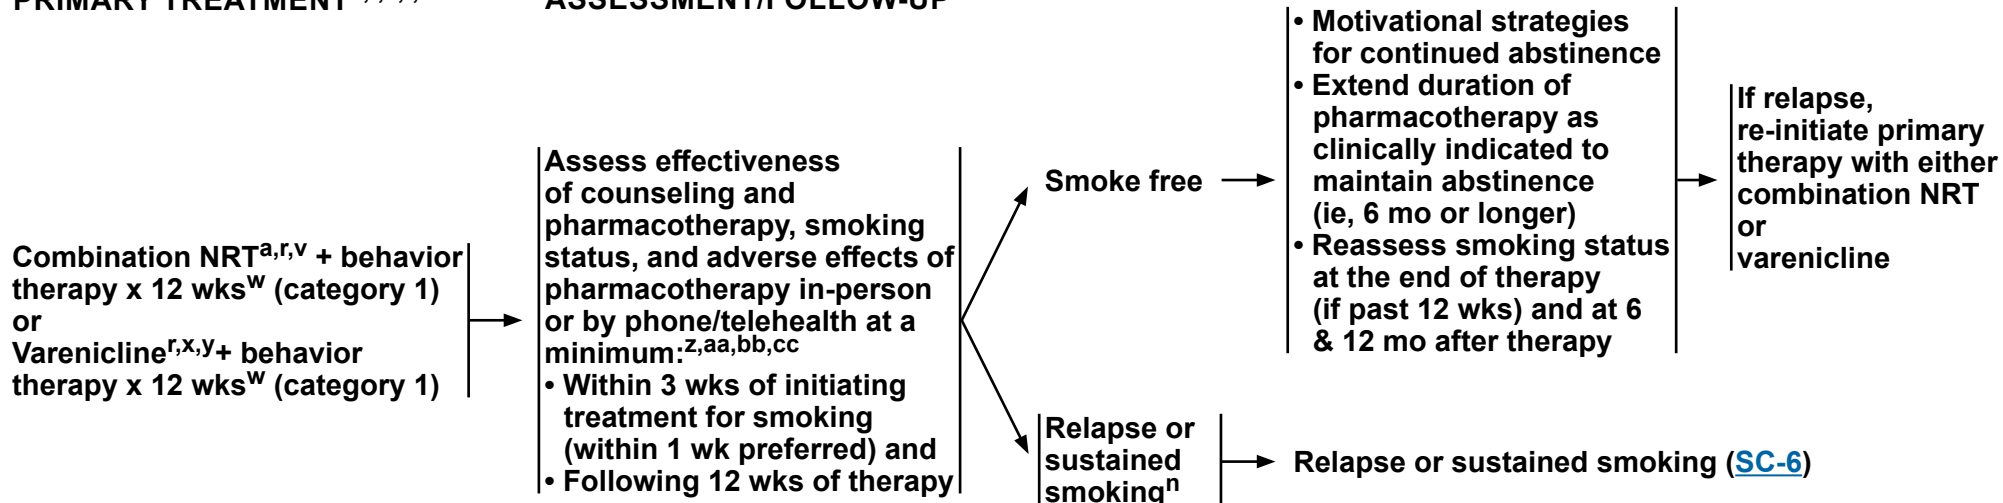 PRIMARY TREATMENT
ASSESSMENT/FOLLOW-UP
Combination NRTa,r,v + behavior
therapy x 12 wksw (category 1)
or
Varenicliner,x,y+ behavior
therapy x 12 wksw (category 1)
Assess effectiveness
of counseling and
pharmacotherapy, smoking
status, and adverse effects of
pharmacotherapy in-person
or by phone/telehealth at a
minimum:z,aa,bb,cc
• Within 3 wks of initiating
treatment for smoking
(within 1 wk preferred) and
• Following 12 wks of therapy
Smoke free
• Motivational strategies
for continued abstinence
• Extend duration of
pharmacotherapy as
clinically indicated to
maintain abstinence
(ie, 6 mo or longer)
• Reassess smoking status
at the end of therapy
(if past 12 wks) and at 6
& 12 mo after therapy
If relapse,
re-initiate primary
therapy with either
combination NRT
or
varenicline
Relapse or
sustained
smokingn
Relapse or sustained smoking (SC-6)